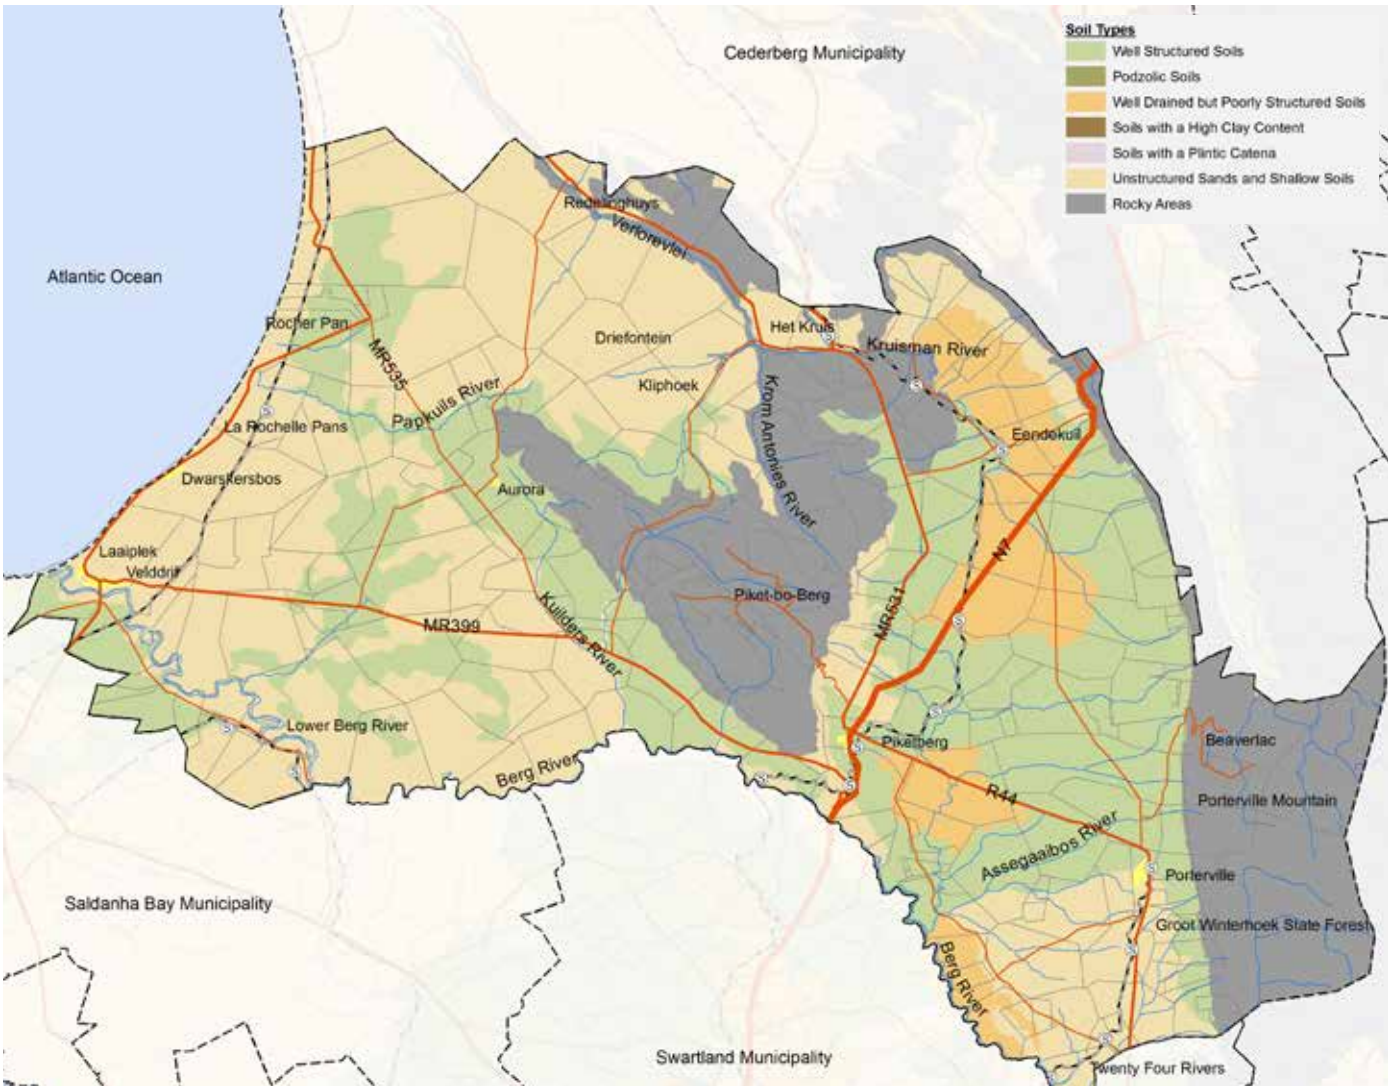 Soil Types
Well Structured Soils
Podzolic Soils
Well Drained but Poorly Structured Soils
Soils with a High Clay Content
Soils with a Plintic Catena
Unstructured Sands and Shallow Soils
Rocky Areas
Cederberg Municipality
Atlantic Ocean
Redelinghuys
Verlorevlei
Rocher Pan
MR535
Driefontein
Het Kruis
Kruisman River
Kliphoek
Krom Antonies River
Papkuils River
La Rochelle Pans
Eendekuil
Dwarskersbos
Aurora
Laaiplek
Velddrif
N7
Piket-bo-Berg
MR531
MR399
Kuilders River
Lower Berg River
Berg River
Piketberg
Beaverlac
R44
Porterville Mountain
Assegaaibos River
Porterville
Groot Winterhoek State Forest
Berg River
Saldanha Bay Municipality
Swartland Municipality
Twenty Four Rivers
S
S
S
S
S
S
S
S
S
S
S
S
S
S